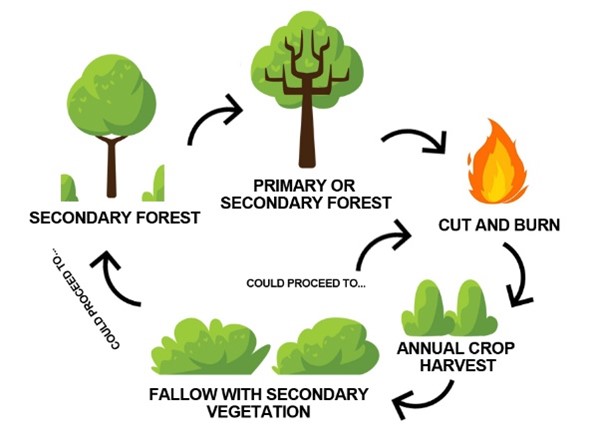 PRIMARY OR
SECONDARY FOREST
SECONDARY FOREST
CUT AND BURN
COULD PROCEED TO...
COULD PROCEED TO...
ANNUAL CROP
HARVEST
FALLOW WITH SECONDARY
VEGETATION